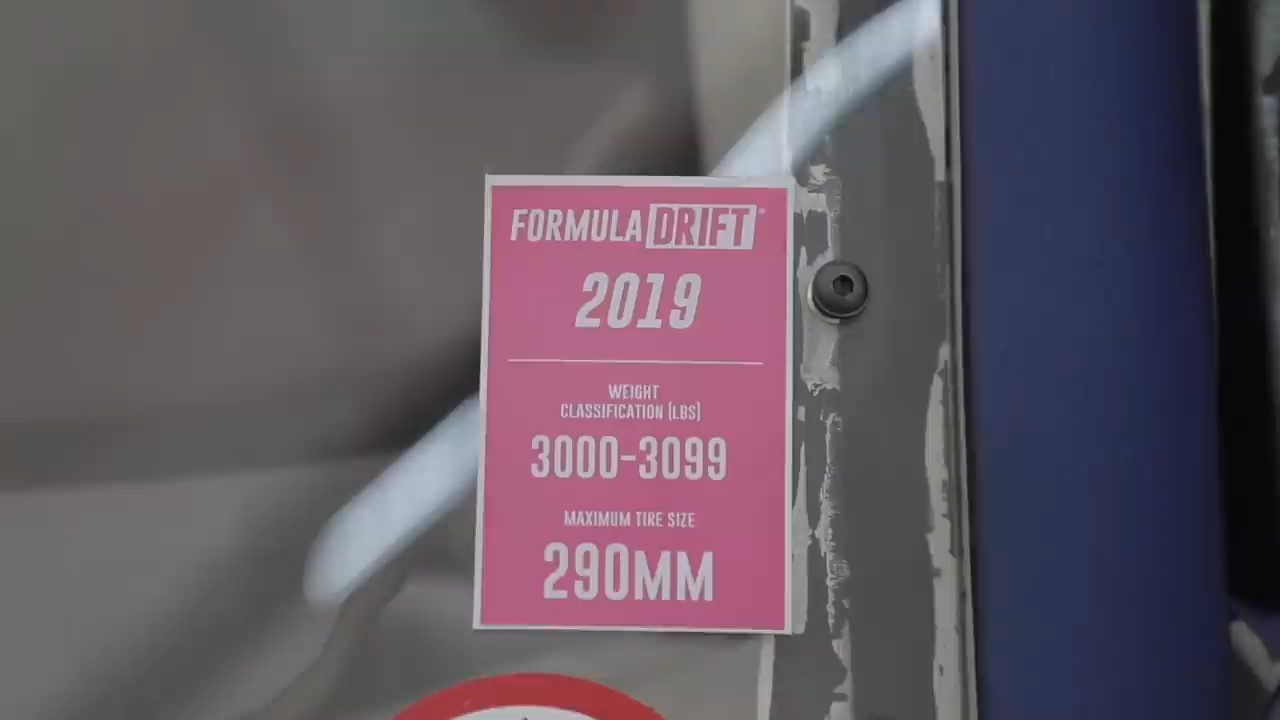 FORMULA DRIFT
2019
WEIGHT
CLASSIFICATION (LBS)
3000-3099
MAXIMUM TIRE SIZE
290MM